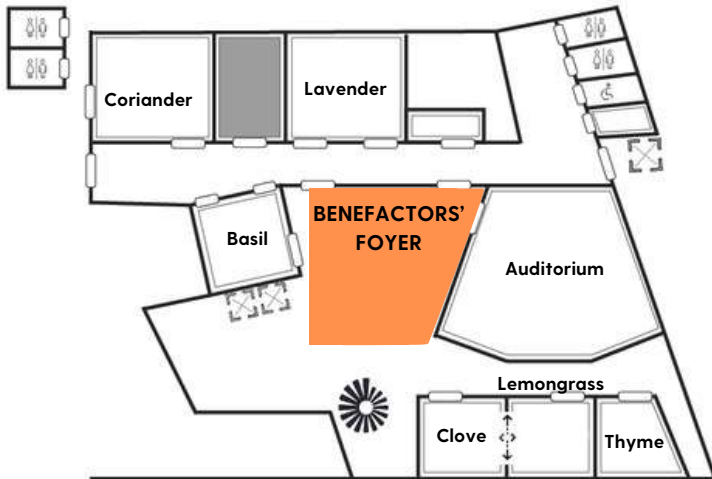 Coriander
Lavender
BENEFACTORS’
FOYER
Basil
Auditorium
Lemongrass
Clove
Thyme